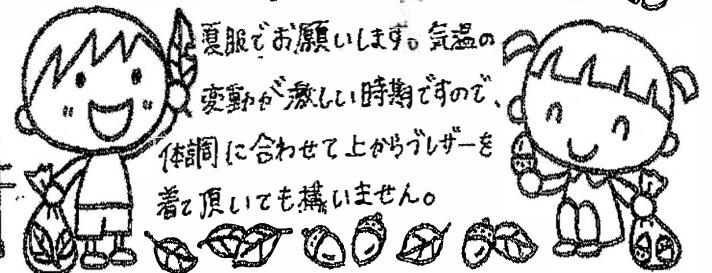 夏服でお願いします。気温の
変動が激しい時期ですので、
体調に合わせて上からブレザーを
着て頂いても構いません。